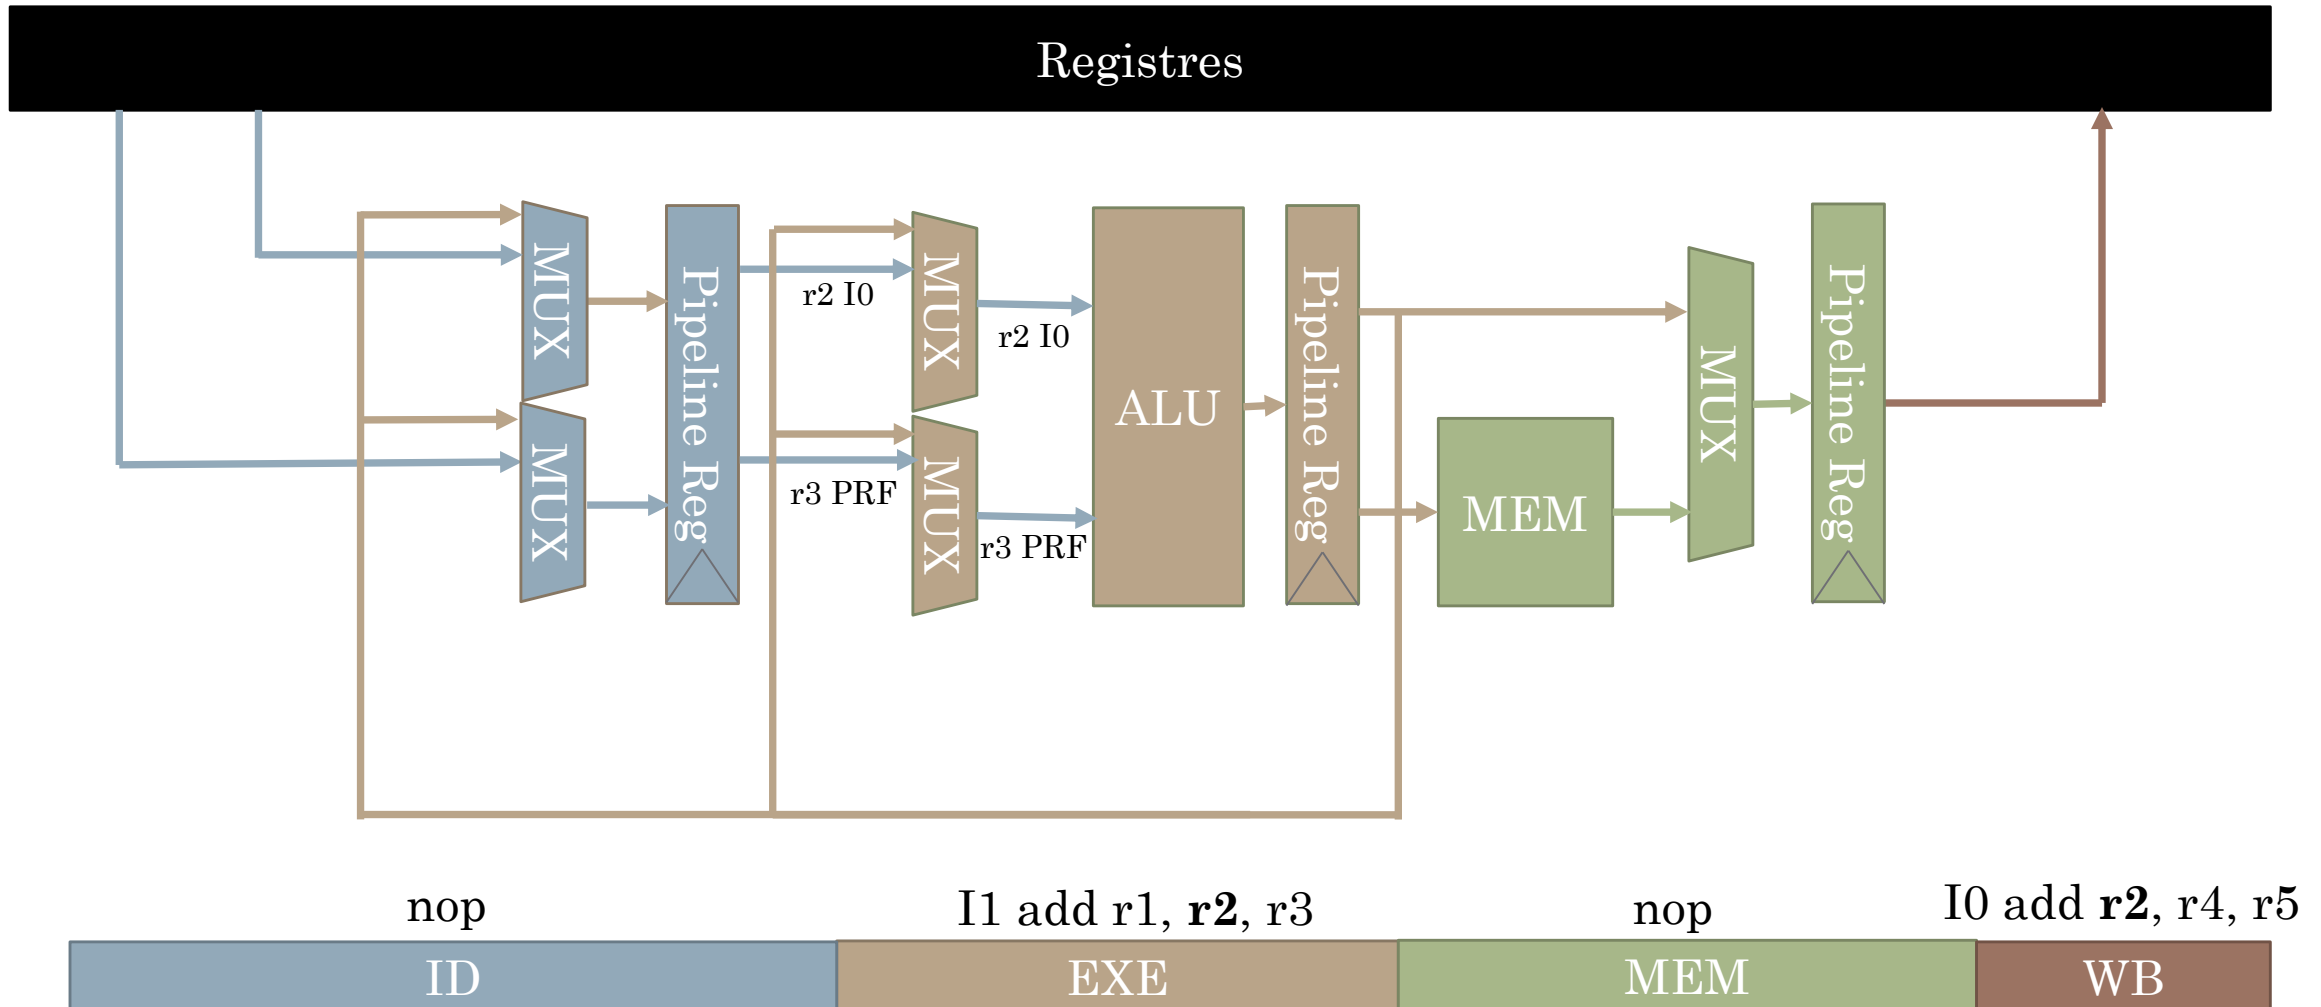 Registres
MUX
MUX
Pipeline Reg
r2 I0
r3 PRF
MUX
MUX
r2 I0
r3 PRF
ALU
Pipeline Reg
MEM
MUX
Pipeline Reg
nop
I1 add r1, r2, r3
nop
I0 add r2, r4, r5
ID
EXE
MEM
WB